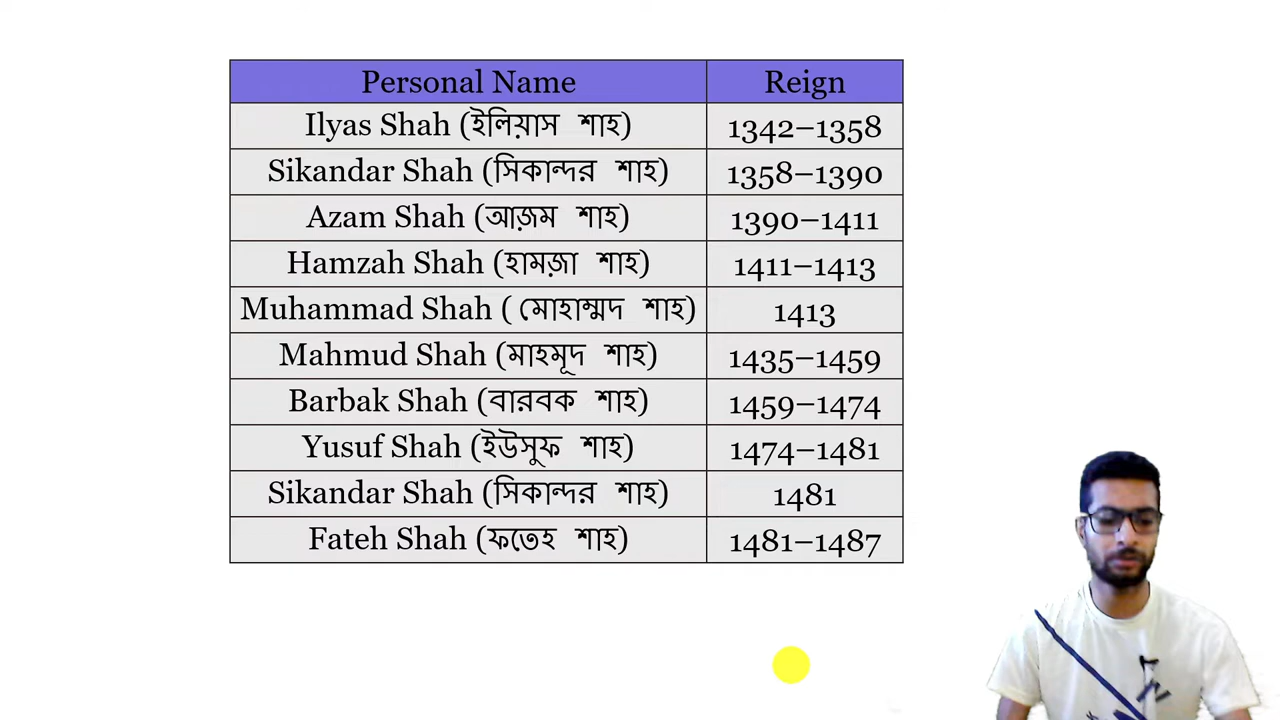 Personal Name Reign
Ilyas Shah (ইলিয়াস শাহ) 1342–1358
Sikandar Shah (সিকান্দর শাহ) 1358–1390
Azam Shah (আজ়ম শাহ) 1390–1411
Hamzah Shah (হামজ়া শাহ) 1411–1413
Muhammad Shah ( মোহাম্মদ শাহ) 1413
Mahmud Shah (মাহমূদ শাহ) 1435–1459
Barbak Shah (বারবক শাহ) 1459–1474
Yusuf Shah (ইউসুফ শাহ) 1474–1481
Sikandar Shah (সিকান্দর শাহ) 1481
Fateh Shah (ফতেহ শাহ) 1481–1487